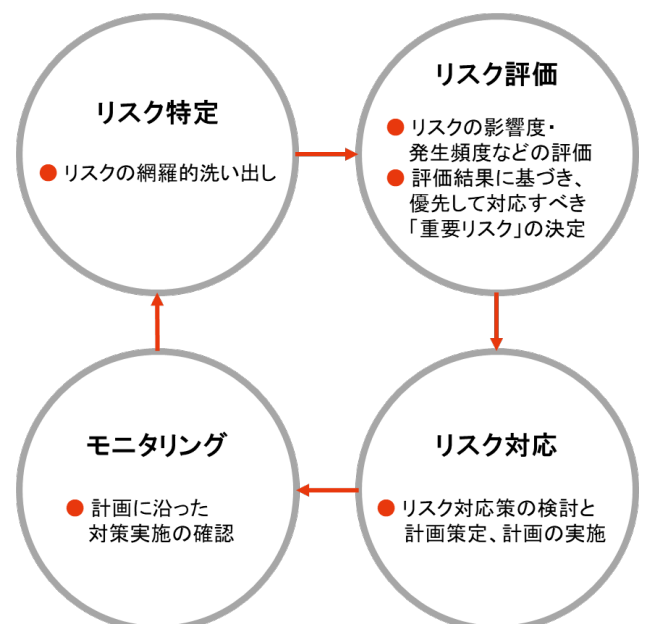 リスク特定
● リスクの網羅的洗い出し
リスク評価
● リスクの影響度・
発生頻度などの評価
● 評価結果に基づき、
優先して対応すべき
「重要リスク」の決定
モニタリング
● 計画に沿った
対策実施の確認
リスク対応
● リスク対応策の検討と
計画策定、計画の実施